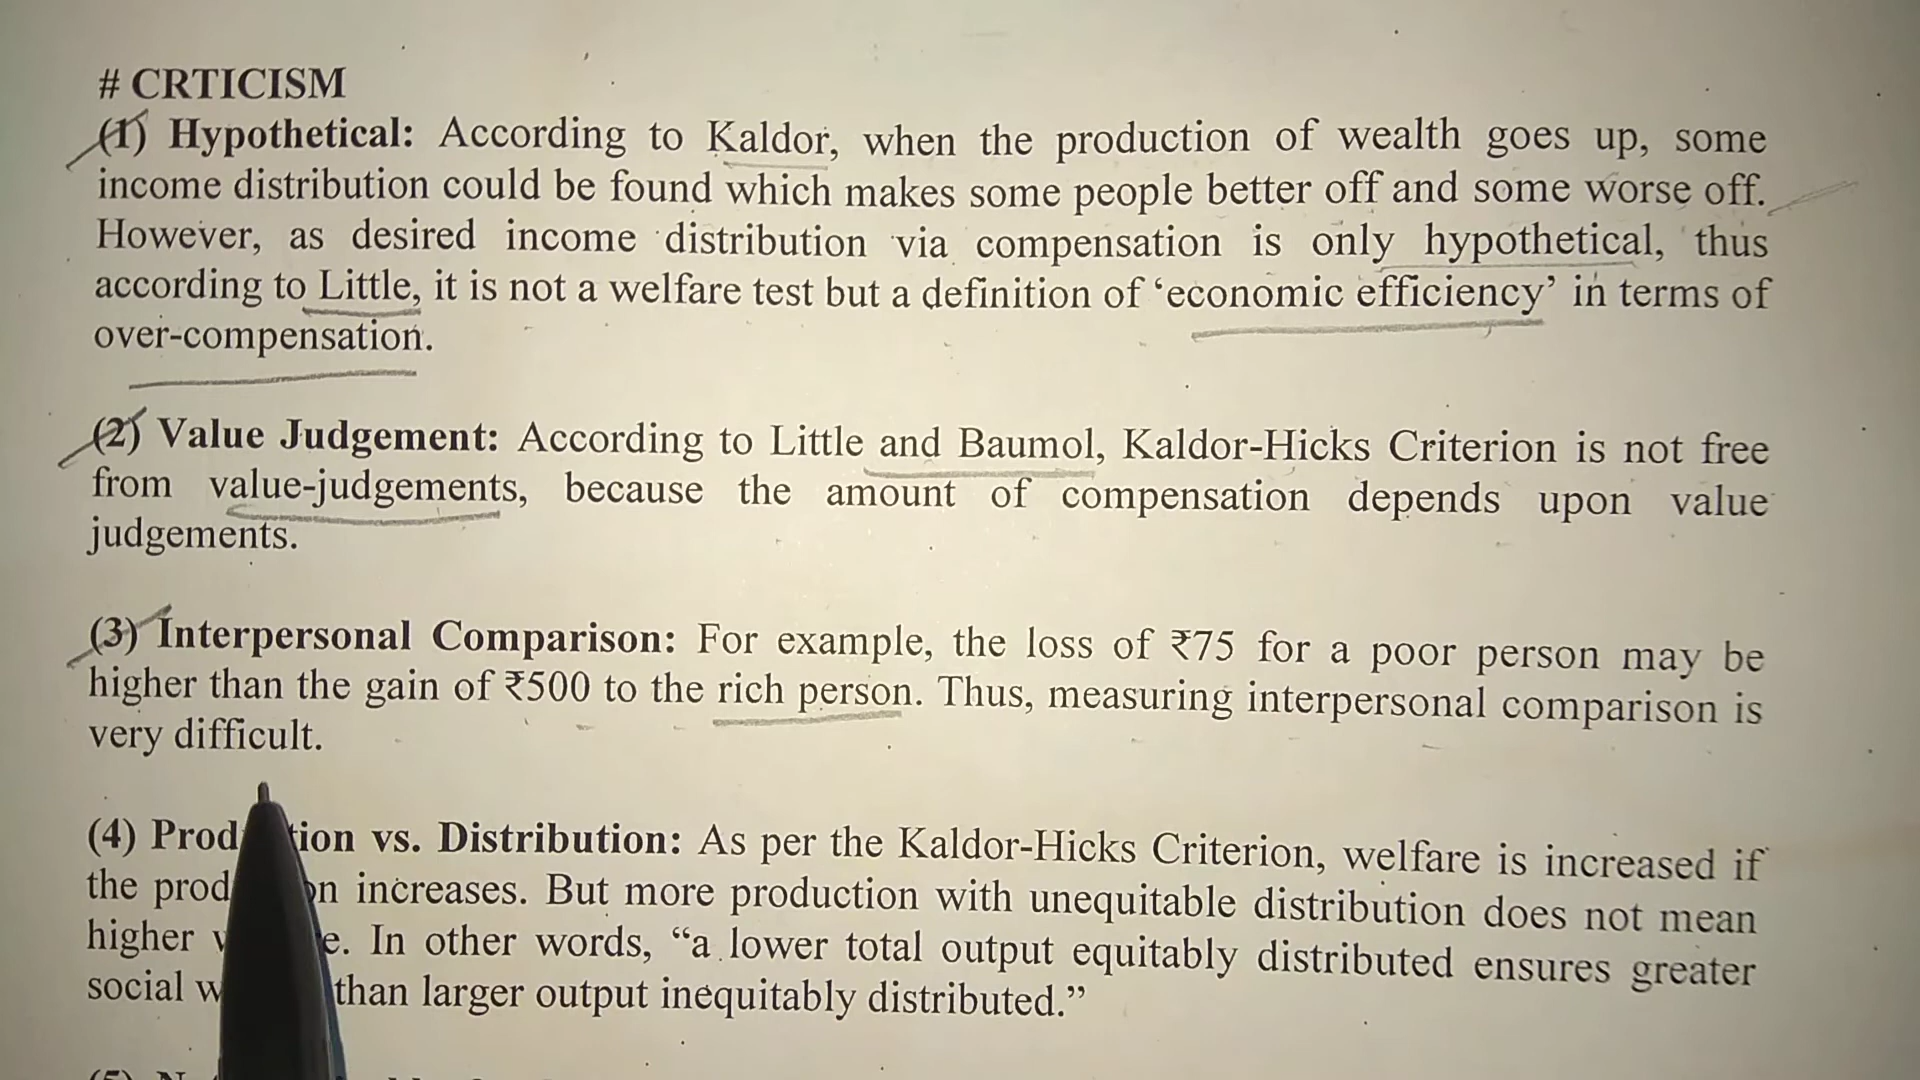 # CRTICISM
(1) Hypothetical: According to Kaldor, when the production of wealth goes up, some
income distribution could be found which makes some people better off and some worse off.
However, as desired income distribution via compensation is only hypothetical, thus
according to Little, it is not a welfare test but a definition of ‘economic efficiency’ in terms of
over-compensation.
(2) Value Judgement: According to Little and Baumol, Kaldor-Hicks Criterion is not free
from value-judgements, because the amount of compensation depends upon value
judgements.
(3) Interpersonal Comparison: For example, the loss of ₹75 for a poor person may be
higher than the gain of ₹500 to the rich person. Thus, measuring interpersonal comparison is
very difficult.
(4) vs. Distribution: As per the Kaldor-Hicks Criterion, welfare is increased if
the increases. But more production with unequitable distribution does not mean
higher In other words, “a lower total output equitably distributed ensures greater
social than larger output inequitably distributed.”